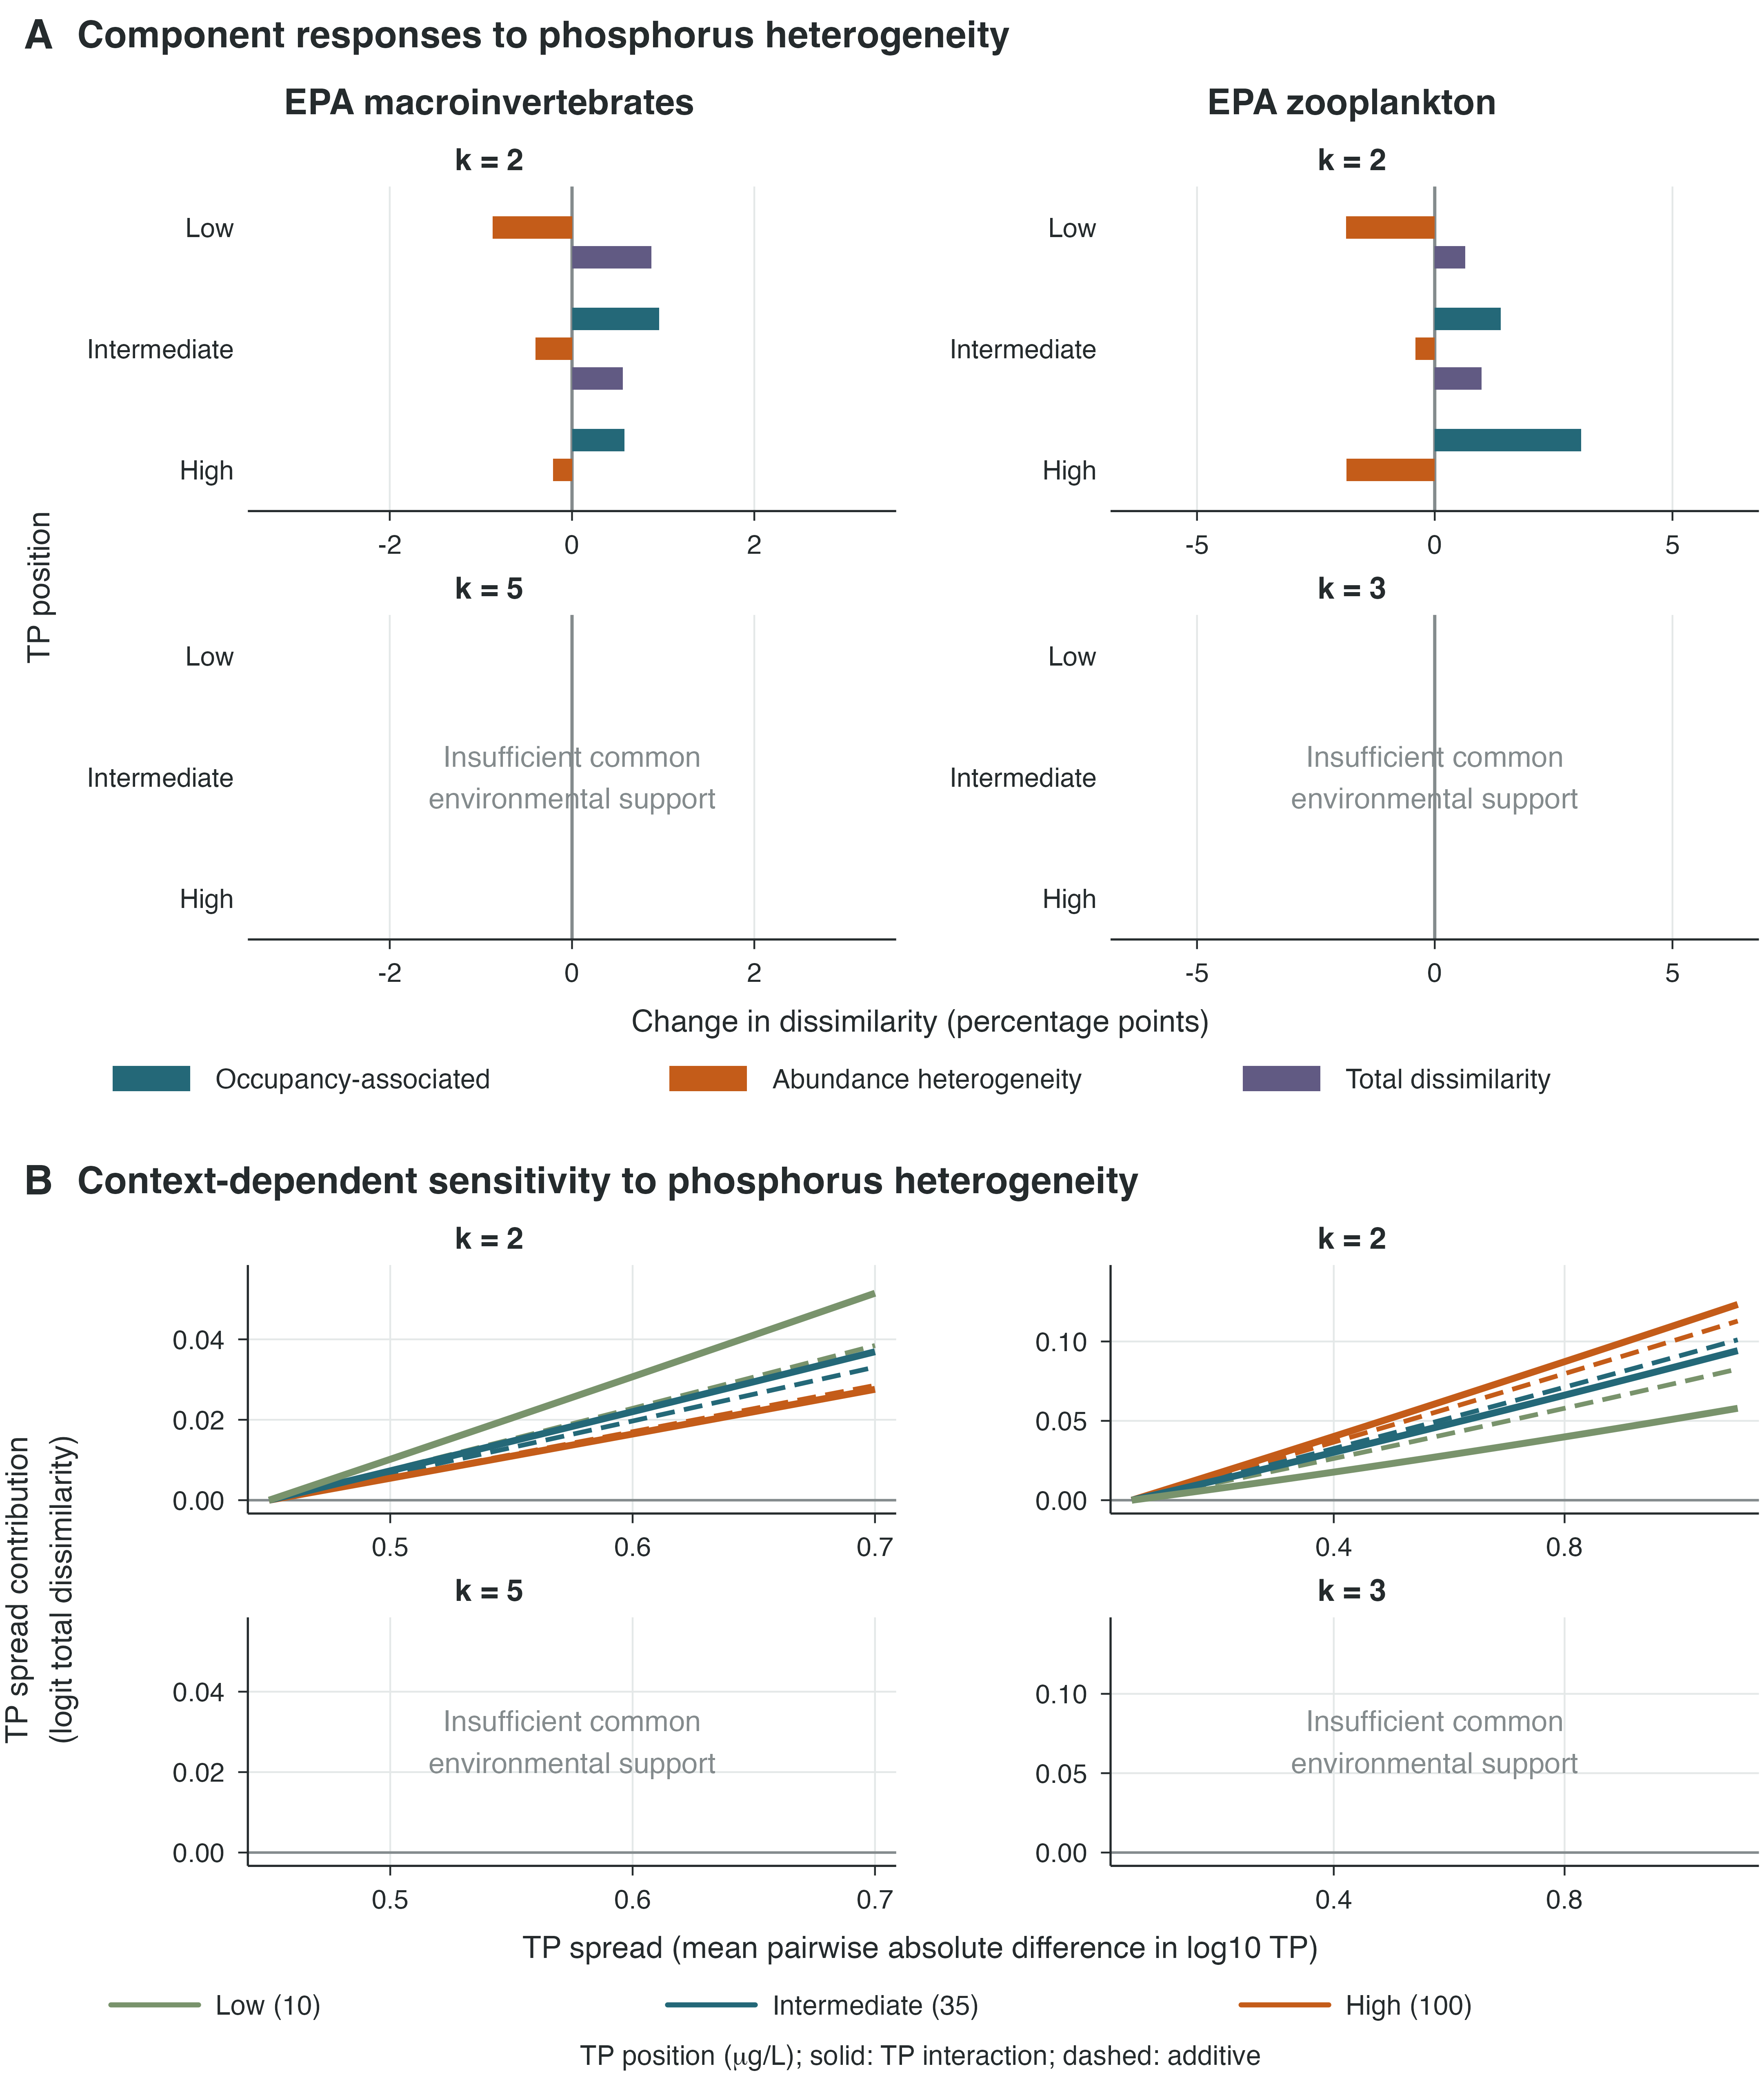 A Component responses to phosphorus heterogeneity
EPA macroinvertebrates
EPA zooplankton
k = 2
k = 2
Low
Intermediate
High
-2 0 2
Low
Intermediate
High
-5 0 5
TP position
k = 5
k = 3
Low
Intermediate
High
Insufficient common
environmental support
-2 0 2
Low
Intermediate
High
Insufficient common
environmental support
-5 0 5
Change in dissimilarity (percentage points)
Occupancy-associated
Abundance heterogeneity
Total dissimilarity
B Context-dependent sensitivity to phosphorus heterogeneity
k = 2
k = 2
0.04
0.02
0.00
0.5 0.6 0.7
0.10
0.05
0.00
0.4 0.8
TP spread contribution
(logit total dissimilarity)
k = 5
k = 3
0.04
0.02
0.00
Insufficient common
environmental support
0.5 0.6 0.7
0.10
0.05
0.00
Insufficient common
environmental support
0.4 0.8
TP spread (mean pairwise absolute difference in log10 TP)
Low (10)
Intermediate (35)
High (100)
TP position (μg/L); solid: TP interaction; dashed: additive